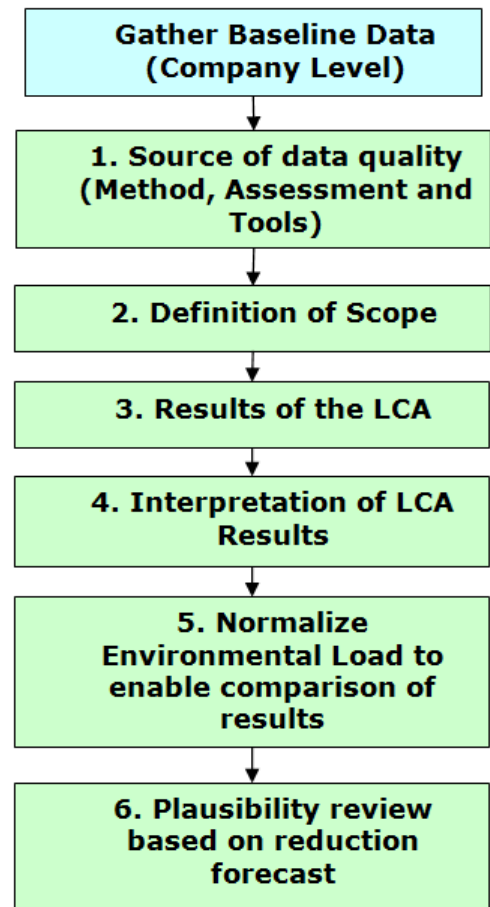 Gather Baseline Data
(Company Level)
1. Source of data quality
(Method, Assessment and
Tools)
2. Definition of Scope
3. Results of the LCA
4. Interpretation of LCA
Results
5. Normalize
Environmental Load to
enable comparison of
results
6. Plausibility review
based on reduction
forecast